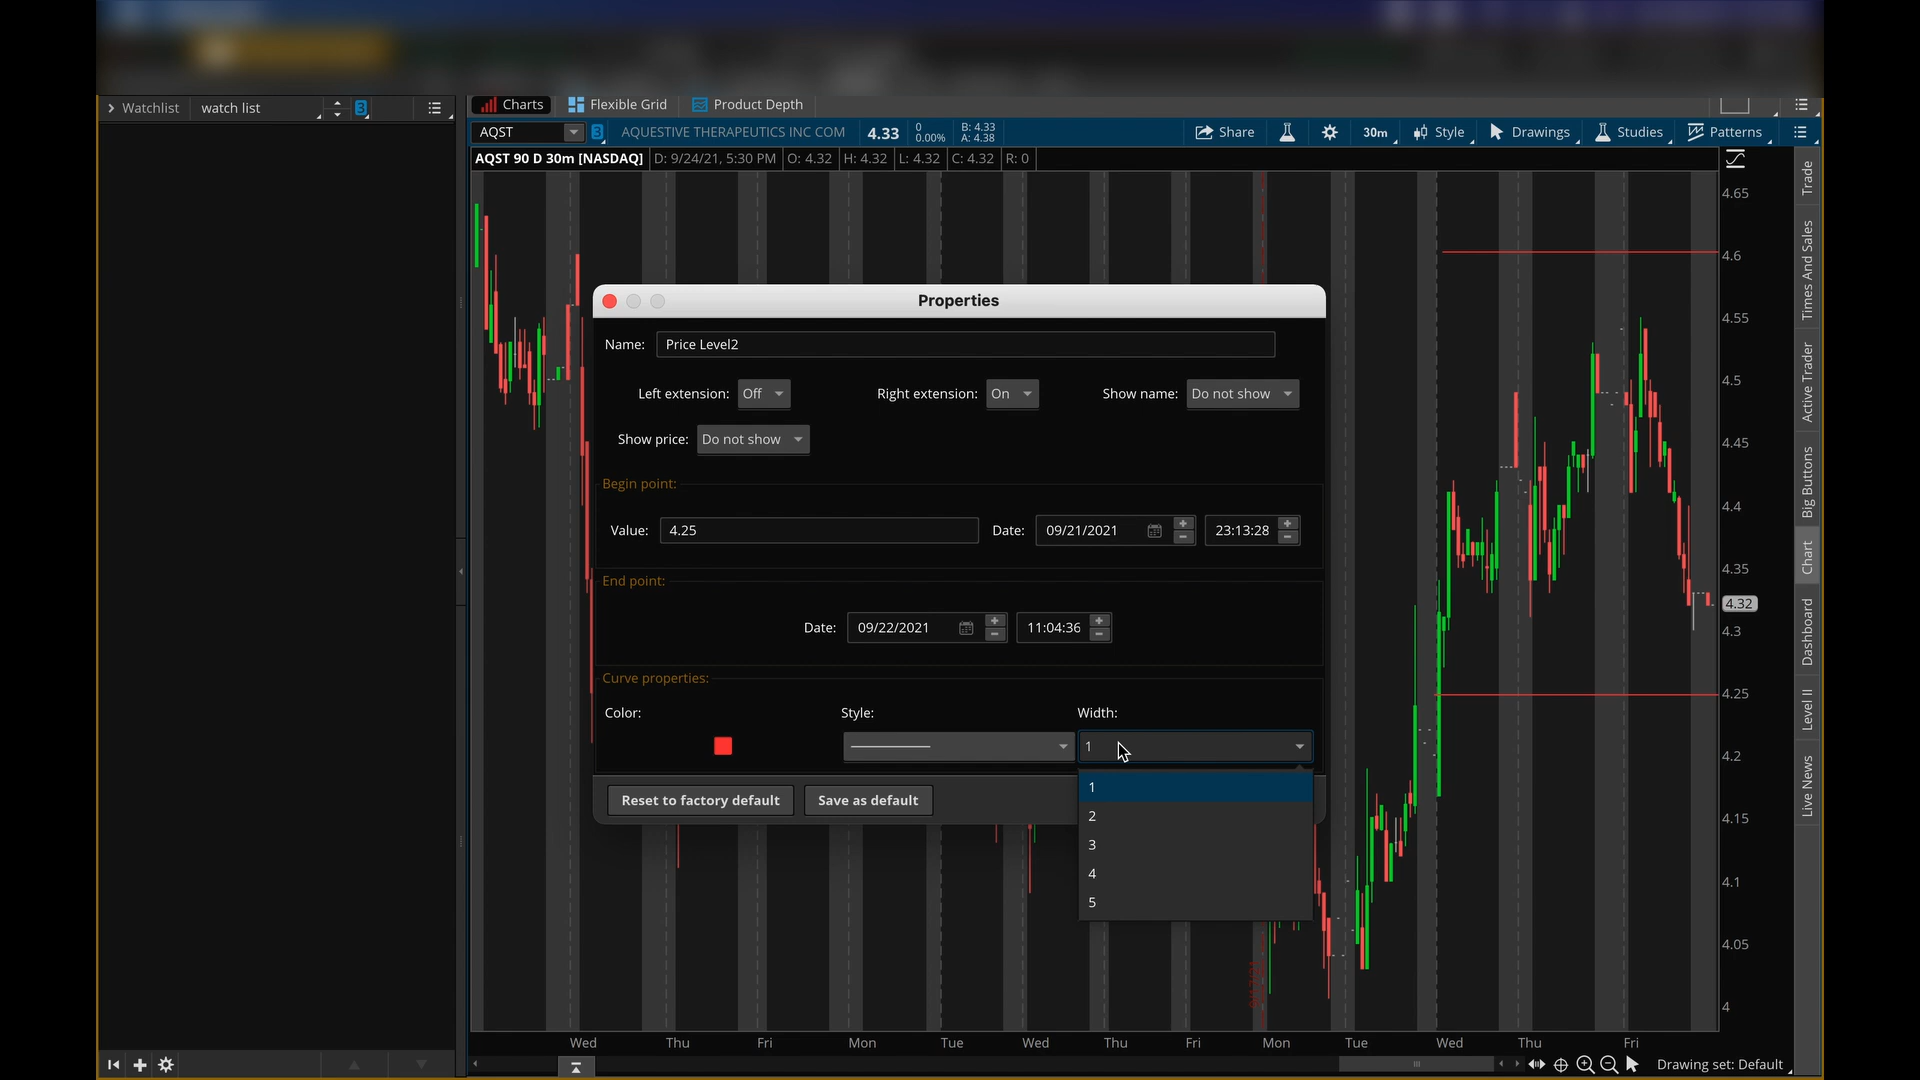 Watchlist watch list 3
Charts Flexible Grid Product Depth
AQST 3 AQUESTIVE THERAPEUTICS INC COM 4.33 0 0.00% B: 4.33 A: 4.38 Share 30m Style Drawings Studies Patterns
AQST 90 D 30m [NASDAQ] D: 9/24/21, 5:30 PM O: 4.32 H: 4.32 L: 4.32 C: 4.32 R: 0
Properties
Name: Price Level2
Left extension: Off Right extension: On Show name: Do not show
Show price: Do not show
Begin point:
Value: 4.25 Date: 09/21/2021 23:13:28
End point:
Date: 09/22/2021 11:04:36
Curve properties:
Color: Style: Width:
1
1
2
3
4
5
Reset to factory default Save as default
4.65
4.6
4.55
4.5
4.45
4.4
4.35
4.32
4.3
4.25
4.2
4.15
4.1
4.05
4
Trade
Times And Sales
Active Trader
Big Buttons
Chart
Dashboard
Level II
Live News
Wed Thu Fri Mon Tue Wed Thu Fri Mon Tue Wed Thu Fri
Drawing set: Default